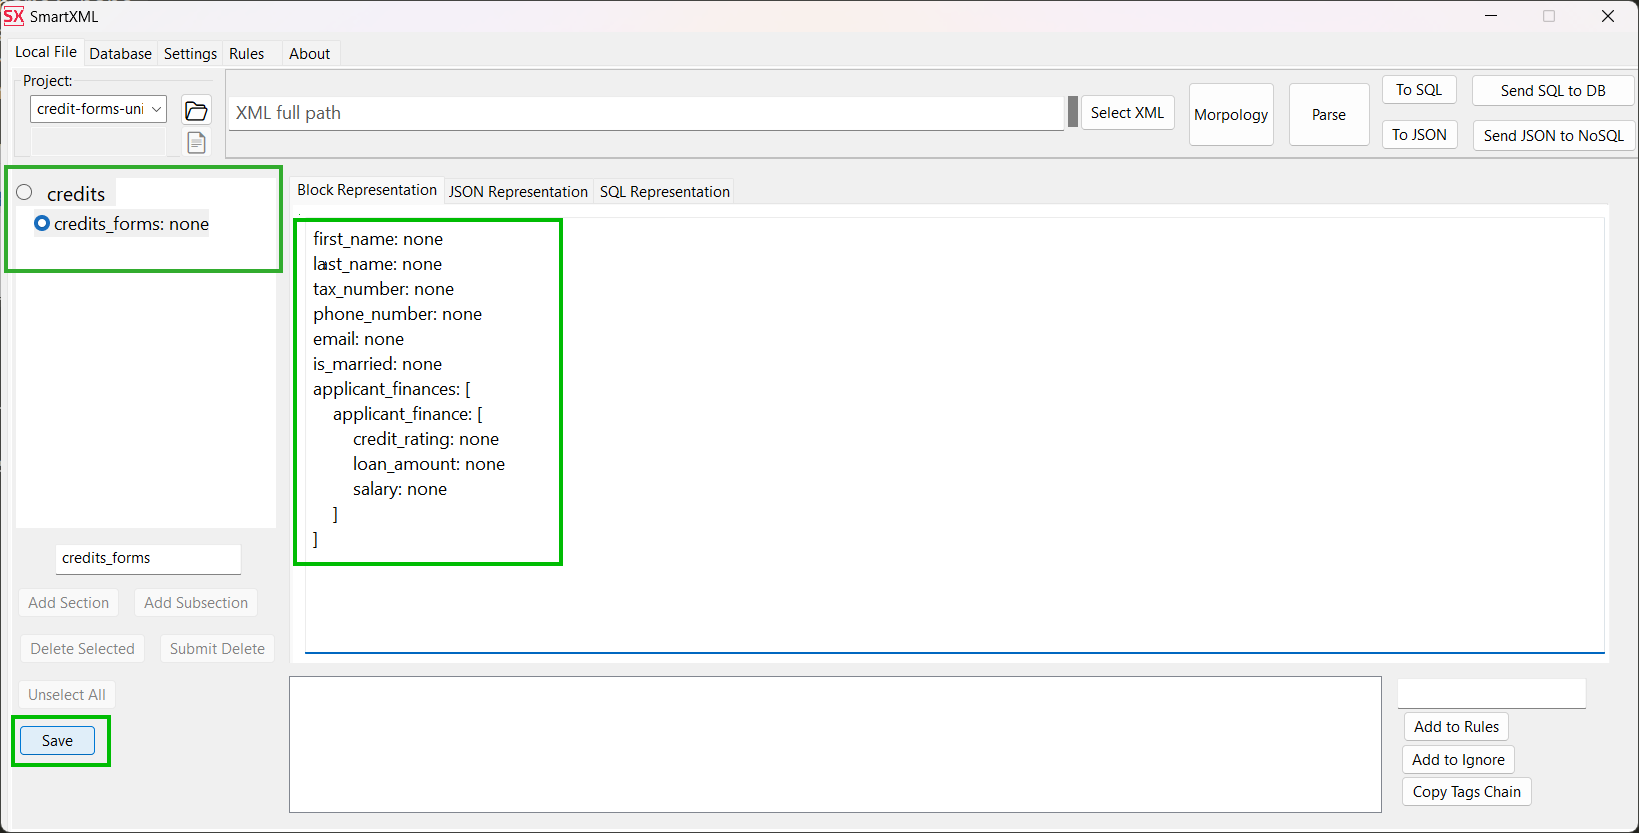 SX SmartXML
Local File Database Settings Rules About
Project:
credit-forms-uni
XML full path
Select XML
Morpology
Parse
To SQL
Send SQL to DB
To JSON
Send JSON to NoSQL
credits
credits_forms: none
Block Representation JSON Representation SQL Representation
first_name: none
last_name: none
tax_number: none
phone_number: none
email: none
is_married: none
applicant_finances: [
applicant_finance: [
credit_rating: none
loan_amount: none
salary: none
]
]
credits_forms
Add Section Add Subsection
Delete Selected Submit Delete
Unselect All
Save
Add to Rules
Add to Ignore
Copy Tags Chain